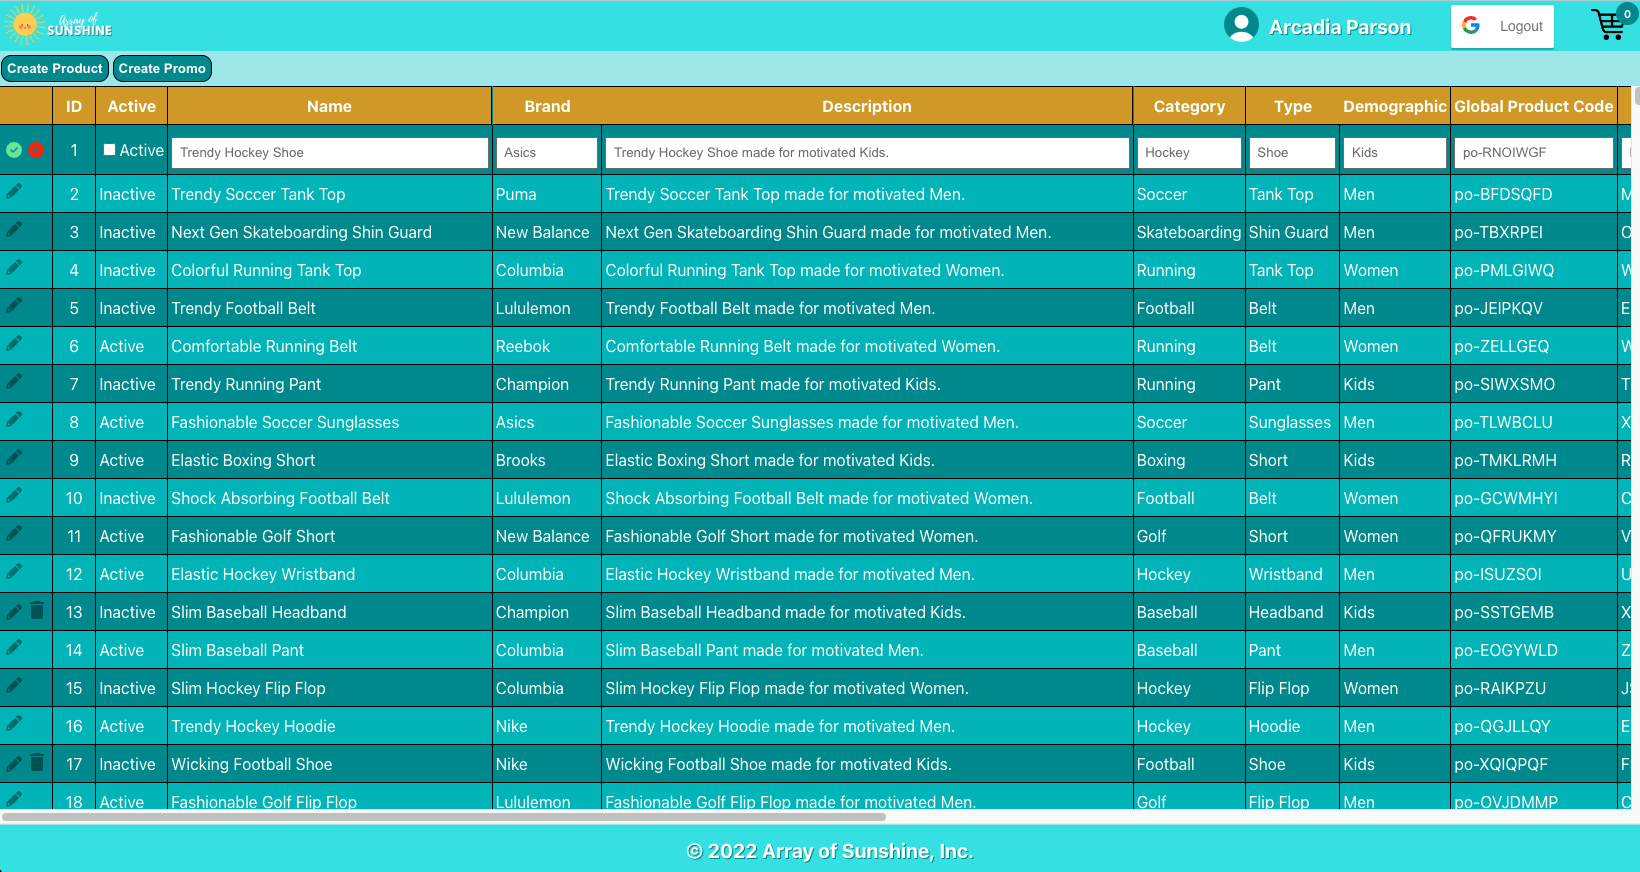 Array of
SUNSHINE
Arcadia Parson
Logout
0
Create Product Create Promo
ID Active Name Brand Description Category Type Demographic Global Product Code
1 Active Trendy Hockey Shoe Asics Trendy Hockey Shoe made for motivated Kids. Hockey Shoe Kids po-RNOIWGF
2 Inactive Trendy Soccer Tank Top Puma Trendy Soccer Tank Top made for motivated Men. Soccer Tank Top Men po-BFDSQFD
3 Inactive Next Gen Skateboarding Shin Guard New Balance Next Gen Skateboarding Shin Guard made for motivated Men. Skateboarding Shin Guard Men po-TBXRPEI
4 Inactive Colorful Running Tank Top Columbia Colorful Running Tank Top made for motivated Women. Running Tank Top Women po-PMLGIWQ
5 Inactive Trendy Football Belt Lululemon Trendy Football Belt made for motivated Men. Football Belt Men po-JEIPKQV
6 Active Comfortable Running Belt Reebok Comfortable Running Belt made for motivated Women. Running Belt Women po-ZELLGEQ
7 Inactive Trendy Running Pant Champion Trendy Running Pant made for motivated Kids. Running Pant Kids po-SIWXSMO
8 Active Fashionable Soccer Sunglasses Asics Fashionable Soccer Sunglasses made for motivated Men. Soccer Sunglasses Men po-TLWBCLU
9 Active Elastic Boxing Short Brooks Elastic Boxing Short made for motivated Kids. Boxing Short Kids po-TMKLRMH
10 Inactive Shock Absorbing Football Belt Lululemon Shock Absorbing Football Belt made for motivated Women. Football Belt Women po-GCWMHYI
11 Active Fashionable Golf Short New Balance Fashionable Golf Short made for motivated Women. Golf Short Women po-QFRUKMY
12 Active Elastic Hockey Wristband Columbia Elastic Hockey Wristband made for motivated Men. Hockey Wristband Men po-ISUZSOI
13 Inactive Slim Baseball Headband Champion Slim Baseball Headband made for motivated Kids. Baseball Headband Kids po-SSTGEMB
14 Active Slim Baseball Pant Columbia Slim Baseball Pant made for motivated Men. Baseball Pant Men po-EOGYWLD
15 Inactive Slim Hockey Flip Flop Columbia Slim Hockey Flip Flop made for motivated Women. Hockey Flip Flop Women po-RAIKPZU
16 Active Trendy Hockey Hoodie Nike Trendy Hockey Hoodie made for motivated Men. Hockey Hoodie Men po-QGJLLQY
17 Inactive Wicking Football Shoe Nike Wicking Football Shoe made for motivated Kids. Football Shoe Kids po-XQIQPQF
18 Active Fashionable Golf Flip Flop Lululemon Fashionable Golf Flip Flop made for motivated Men. Golf Flip Flop Men po-OVJDMMP
© 2022 Array of Sunshine, Inc.